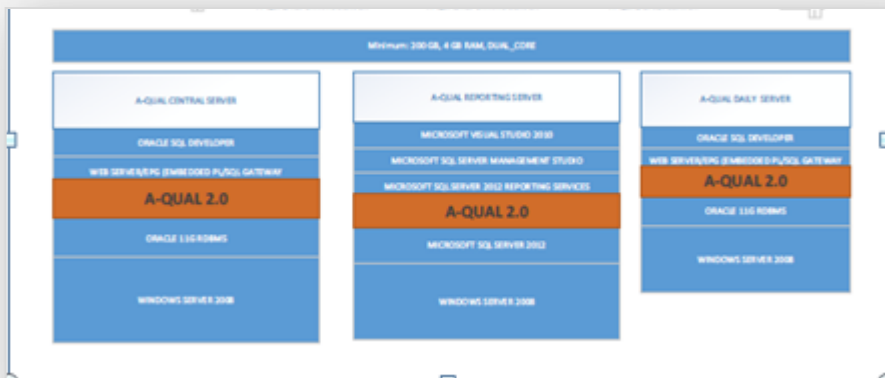 Minimum: 200 GB, 4 GB RAM, DUAL_CORE
A-QUAL CENTRAL SERVER
ORACLE SQL DEVELOPER
WEB SERVER/EPG (EMBEDDED PL/SQL GATEWAY
A-QUAL 2.0
ORACLE 11G RDBMS
WINDOWS SERVER 2008
A-QUAL REPORTING SERVER
MICROSOFT VISUAL STUDIO 2010
MICROSOFT SQL SERVER MANAGEMENT STUDIO
MICROSOFT SQL SERVER 2012 REPORTING SERVICES
A-QUAL 2.0
MICROSOFT SQL SERVER 2012
WINDOWS SERVER 2008
A-QUAL DAILY SERVER
ORACLE SQL DEVELOPER
WEB SERVER/EPG (EMBEDDED PL/SQL GATEWAY
A-QUAL 2.0
ORACLE 11G RDBMS
WINDOWS SERVER 2008